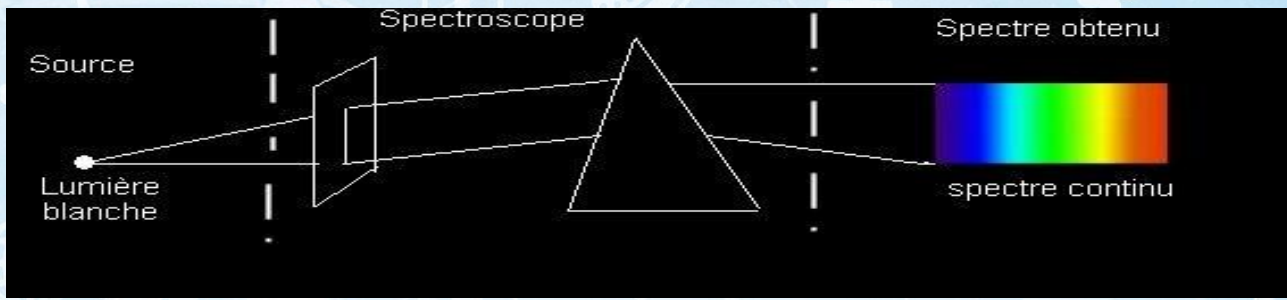 Spectroscope
Spectre obtenu
Source
Lumière
blanche
spectre continu